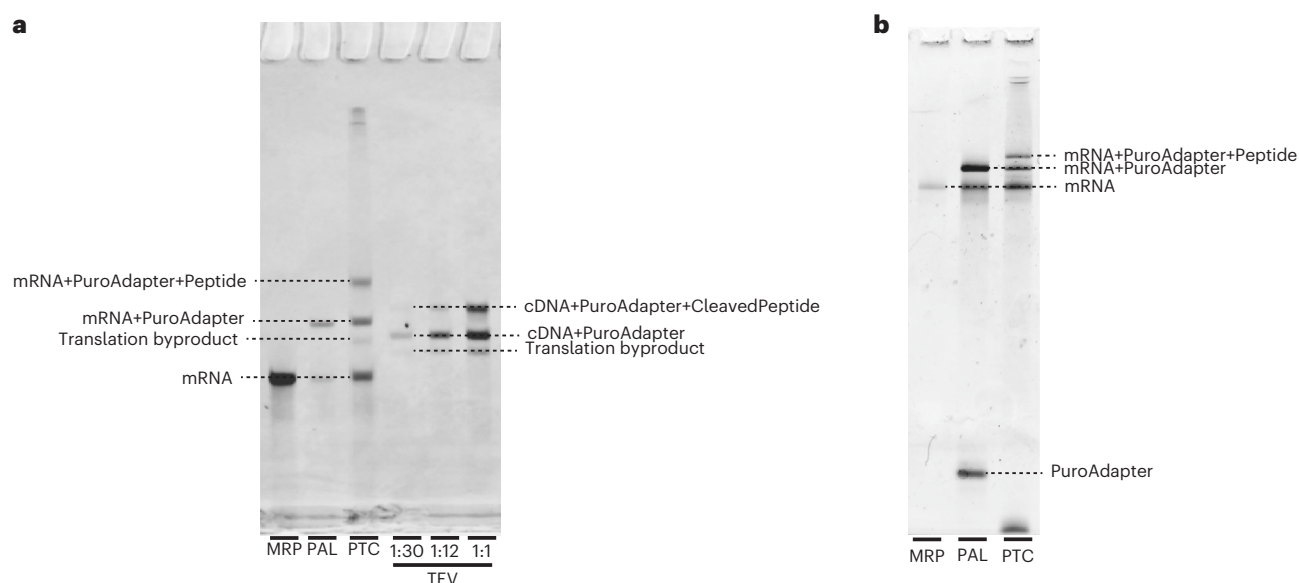 a
mRNA+PuroAdapter+Peptide
mRNA+PuroAdapter
Translation byproduct
mRNA
cDNA+PuroAdapter+CleavedPeptide
cDNA+PuroAdapter
Translation byproduct
MRP PAL PTC 1:30 1:12 1:1
TEV
b
mRNA+PuroAdapter+Peptide
mRNA+PuroAdapter
mRNA
PuroAdapter
MRP PAL PTC